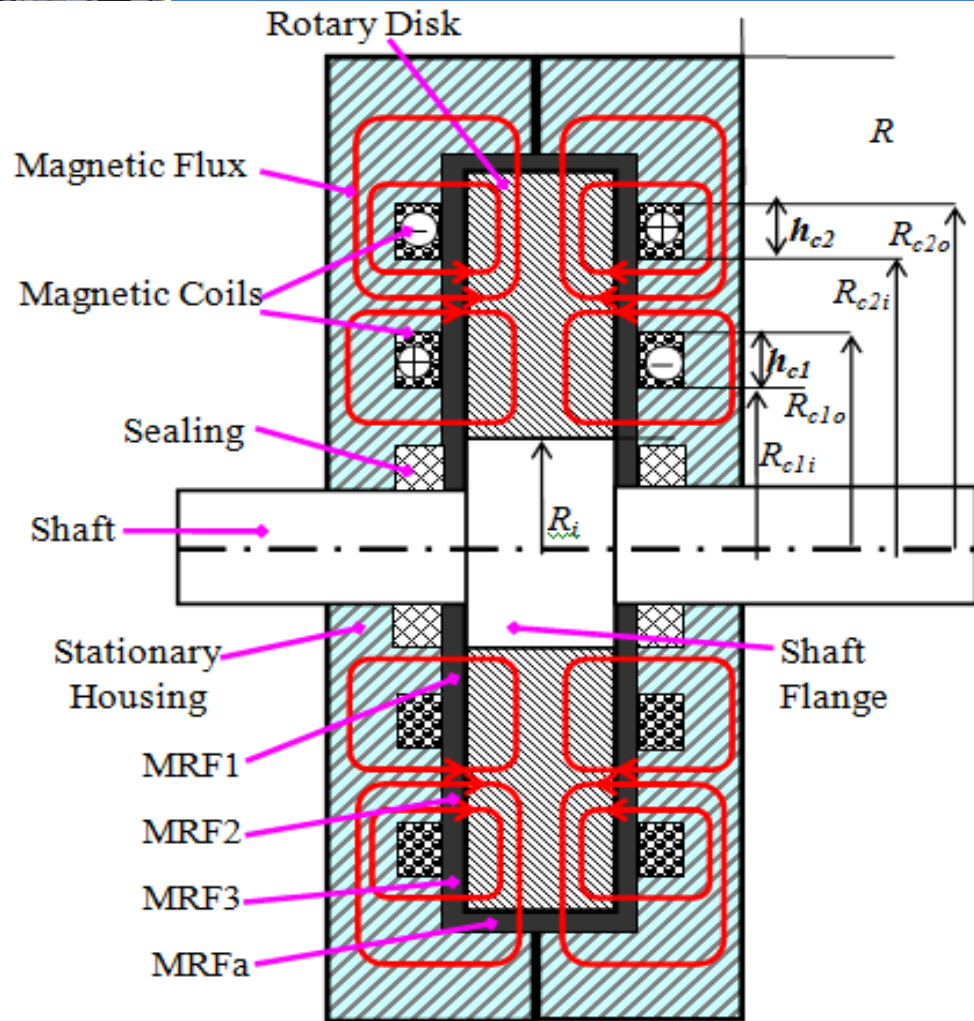 Rotary Disk
R
Magnetic Flux
h_c2
R_c2o
R_c2i
Magnetic Coils
−
+
+
−
h_c1
R_c1o
R_c1i
Sealing
R_i
Shaft
Stationary
Housing
Shaft
Flange
MRF1
MRF2
MRF3
MRFa